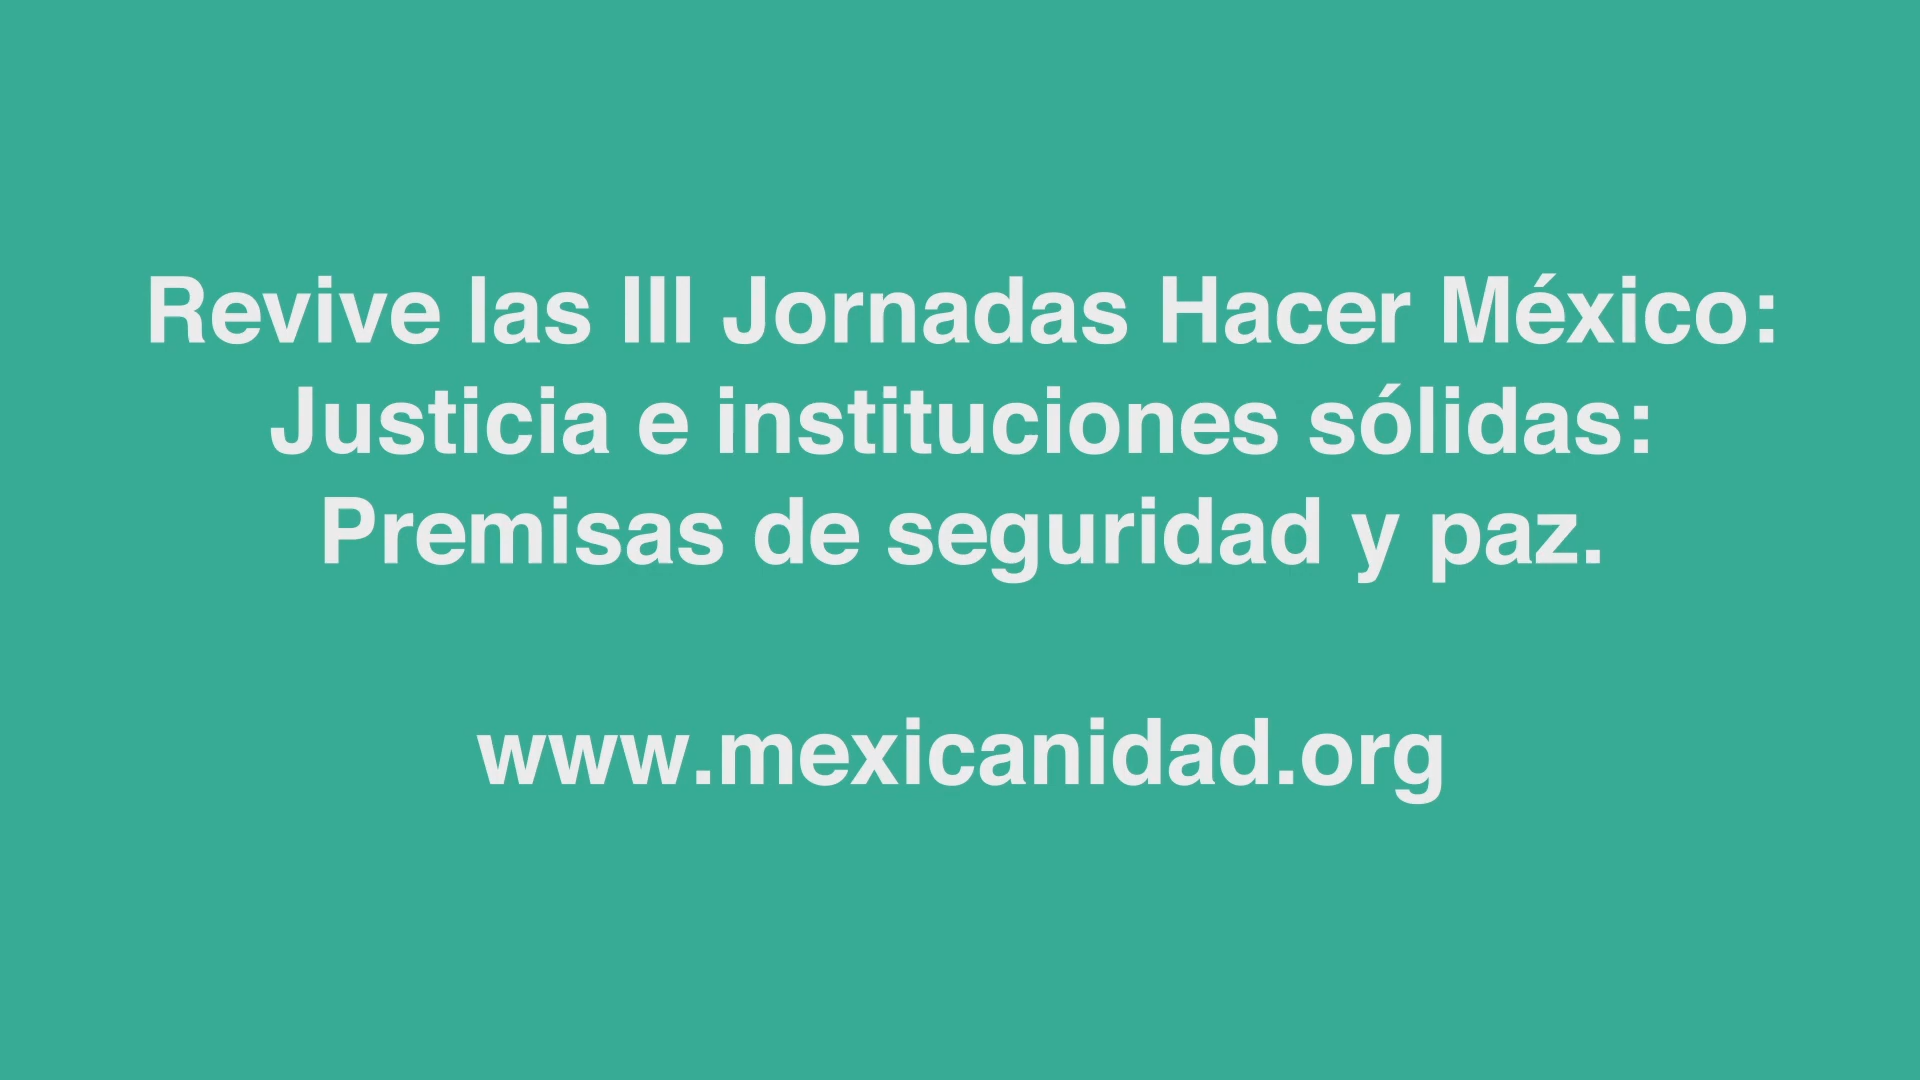 Revive las III Jornadas Hacer México:
Justicia e instituciones sólidas:
Premisas de seguridad y paz.
www.mexicanidad.org